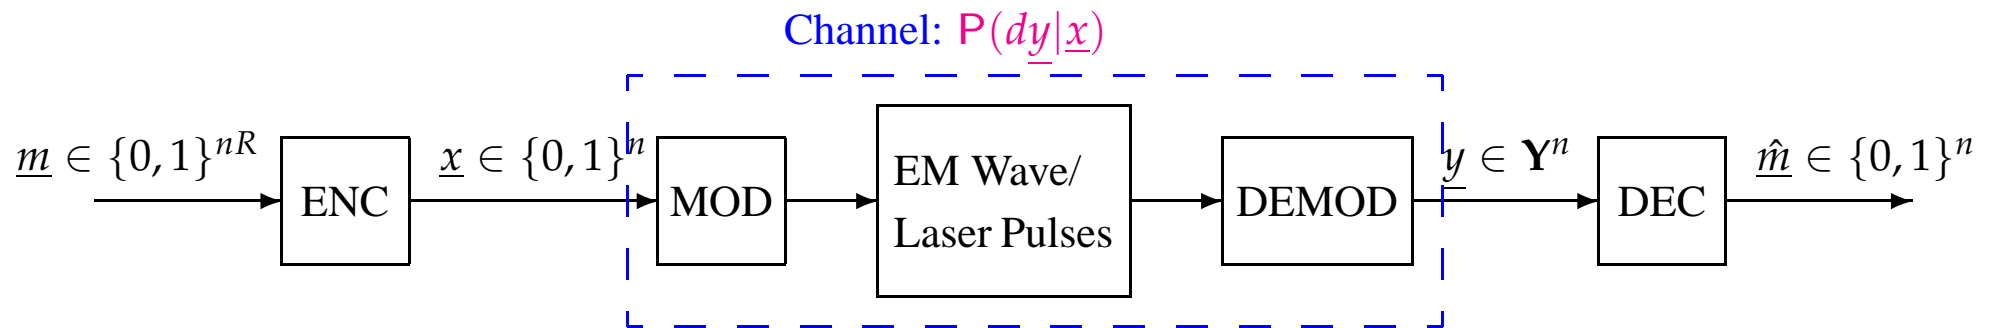 Channel: P(dy|x)
m ∈ {0, 1}^{nR}
ENC
x ∈ {0, 1}^n
MOD
EM Wave/
Laser Pulses
DEMOD
y ∈ Y^n
DEC
m̂ ∈ {0, 1}^n